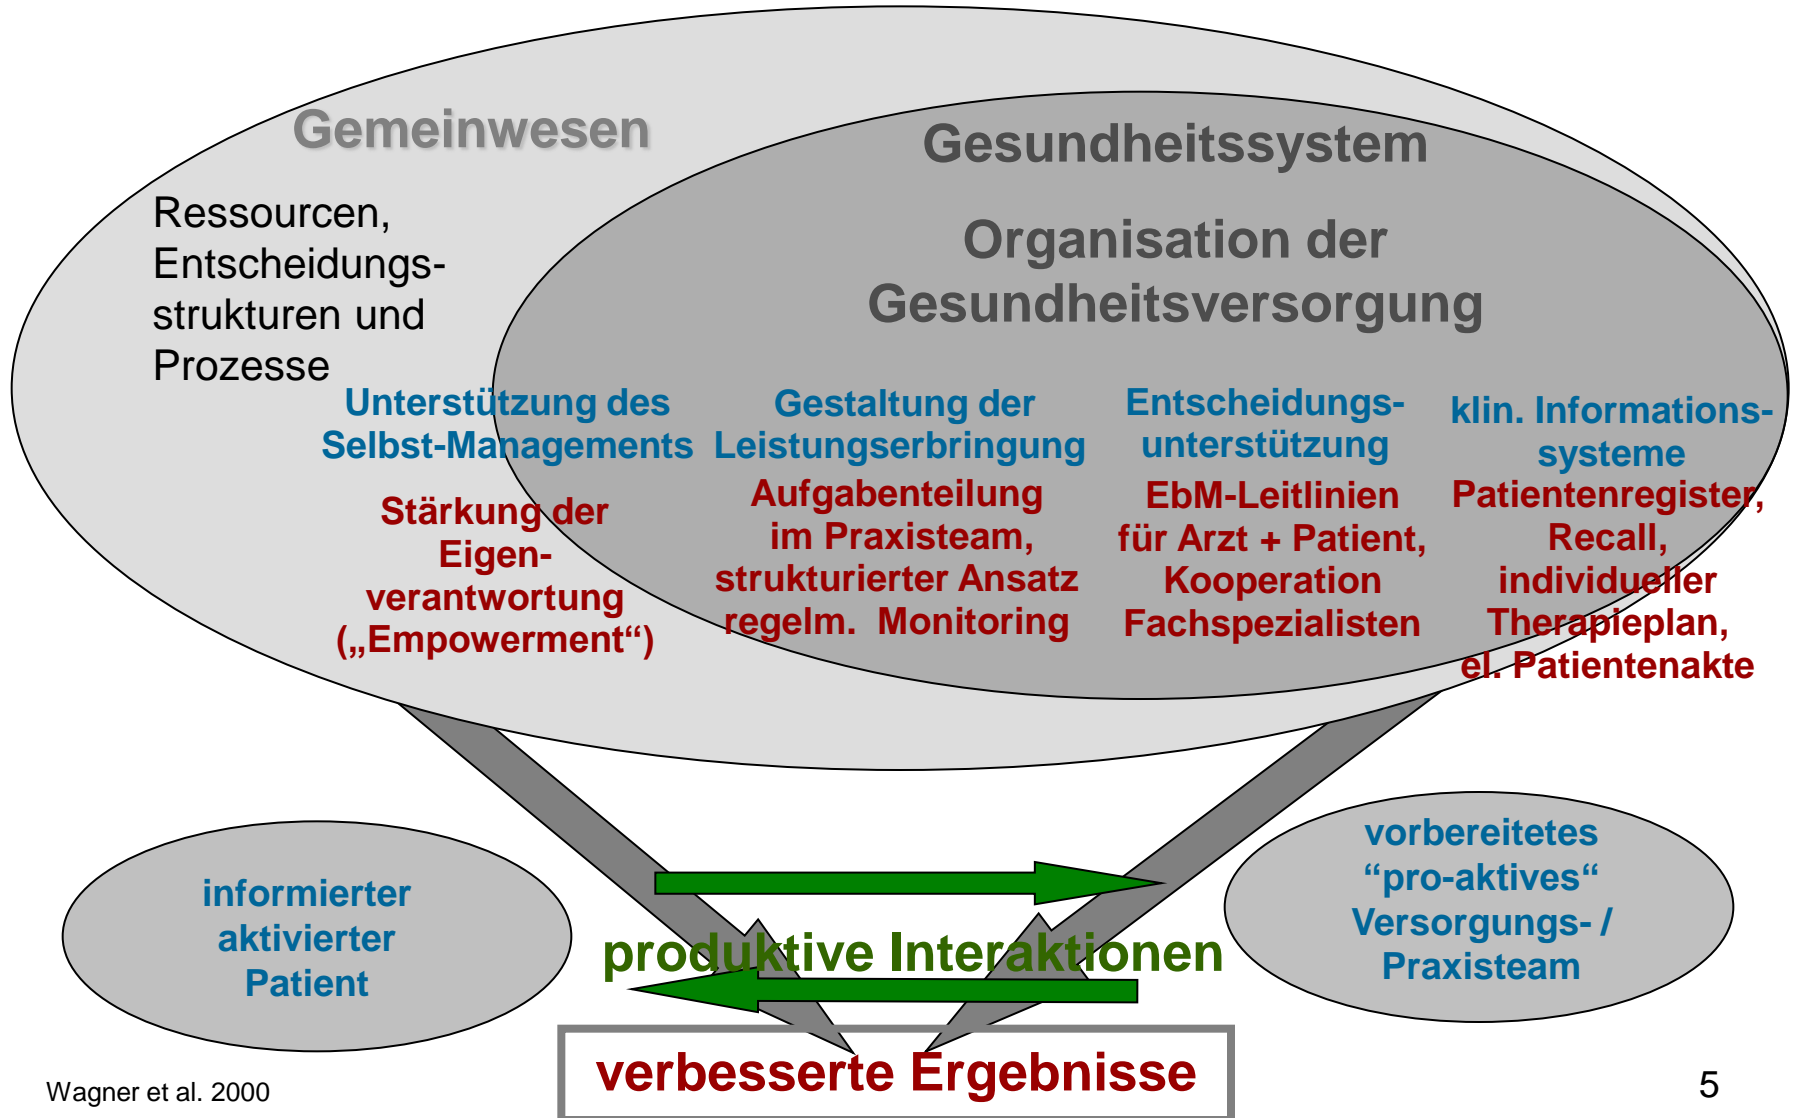 Gemeinwesen
Ressourcen,
Entscheidungs-
strukturen und
Prozesse
Gesundheitssystem
Organisation der
Gesundheitsversorgung
Unterstützung des
Selbst-Managements
Stärkung der
Eigen-
verantwortung
(„Empowerment“)
Gestaltung der
Leistungserbringung
Aufgabenteilung
im Praxisteam,
strukturierter Ansatz
regelm. Monitoring
Entscheidungs-
unterstützung
EbM-Leitlinien
für Arzt + Patient,
Kooperation
Fachspezialisten
klin. Informations-
systeme
Patientenregister,
Recall,
individueller
Therapieplan,
el. Patientenakte
informierter
aktivierter
Patient
produktive Interaktionen
vorbereitetes
“pro-aktives“
Versorgungs- /
Praxisteam
verbesserte Ergebnisse
Wagner et al. 2000
5